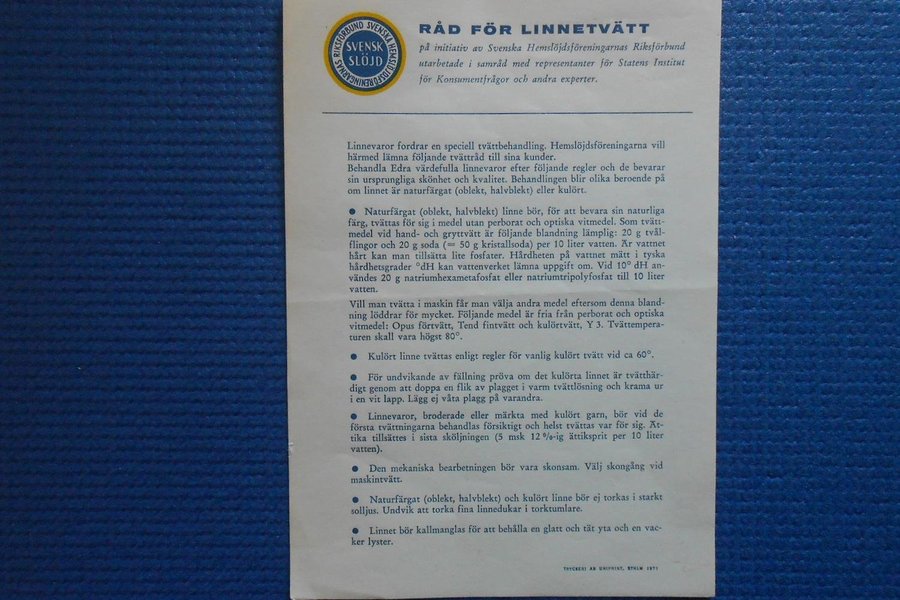 SVENSKA HEMSLÖJDSFÖRENINGARNAS RIKSFÖRBUND
SVENSK
SLÖJD
RÅD FÖR LINNETVÄTT
på initiativ av Svenska Hemslöjdsföreningarnas Riksförbund
utarbetade i samråd med representanter för Statens Institut
för Konsumentfrågor och andra experter.
Linnevaror fordrar en speciell tvättbehandling. Hemslöjdsföreningarna vill
härmed lämna följande tvättråd till sina kunder.
Behandla Edra värdefulla linnevaror efter följande regler och de bevarar
sin ursprungliga skönhet och kvalitet. Behandlingen blir olika beroende på
om linnet är naturfärgat (oblekt, halvblekt) eller kulört.
● Naturfärgat (oblekt, halvblekt) linne bör, för att bevara sin naturliga
färg, tvättas för sig i medel utan perborat och optiska vitmedel. Som tvätt-
medel vid hand- och gryttvätt är följande blandning lämplig: 20 g tvål-
flingor och 20 g soda (= 50 g kristallsoda) per 10 liter vatten. Är vattnet
hårt kan man tillsätta lite fosfater. Hårdheten på vattnet mätt i tyska
hårdhetsgrader °dH kan vattenverket lämna uppgift om. Vid 10° dH an-
vändes 20 g natriumhexametafosfat eller natriumtripolyfosfat till 10 liter
vatten.
Vill man tvätta i maskin får man välja andra medel eftersom denna bland-
ning löddrar för mycket. Följande medel är fria från perborat och optiska
vitmedel: Opus förtvätt, Tend fintvätt och kulörtvätt, Y 3. Tvättempera-
turen skall vara högst 80°.
● Kulört linne tvättas enligt regler för vanlig kulört tvätt vid ca 60°.
● För undvikande av fällning pröva om det kulörta linnet är tvätthär-
digt genom att doppa en flik av plagget i varm tvättlösning och krama ur
i en vit lapp. Lägg ej våta plagg på varandra.
● Linnevaror, broderade eller märkta med kulört garn, bör vid de
första tvättningarna behandlas försiktigt och helst tvättas var för sig. Ät-
tika tillsättes i sista sköljningen (5 msk 12 %-ig ättiksprit per 10 liter
vatten).
● Den mekaniska bearbetningen bör vara skonsam. Välj skongång vid
maskintvätt.
● Naturfärgat (oblekt, halvblekt) och kulört linne bör ej torkas i starkt
solljus. Undvik att torka fina linnedukar i torktumlare.
● Linnet bör kallmanglas för att behålla en glatt och tät yta och en vac-
ker lyster.
TRYCKERI AB UNIPRINT, STHLM 1971